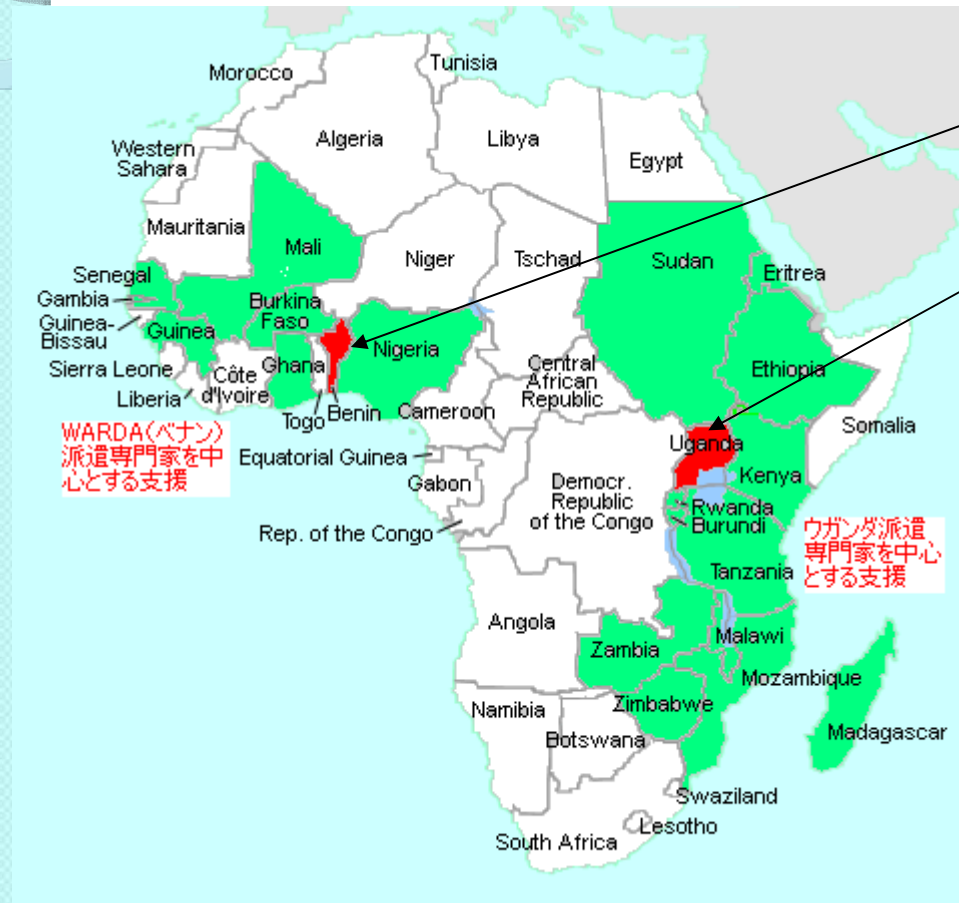 Morocco
Tunisia
Algeria
Libya
Egypt
Western
Sahara
Mauritania
Mali
Niger
Tschad
Sudan
Eritrea
Senegal
Gambia
Guinea-
Bissau
Guinea
Burkina
Faso
Nigeria
Ethiopia
Sierra Leone
Liberia
Côte
d'Ivoire
Ghana
Togo
Benin
Cameroon
Central
African
Republic
Somalia
WARDA(ベナン)
派遣専門家を中
心とする支援
Equatorial Guinea
Gabon
Rep. of the Congo
Democr.
Republic
of the Congo
Uganda
Kenya
Rwanda
Burundi
Tanzania
ウガンダ派遣
専門家を中心
とする支援
Angola
Zambia
Malawi
Mozambique
Zimbabwe
Namibia
Botswana
Madagascar
Swaziland
Lesotho
South Africa